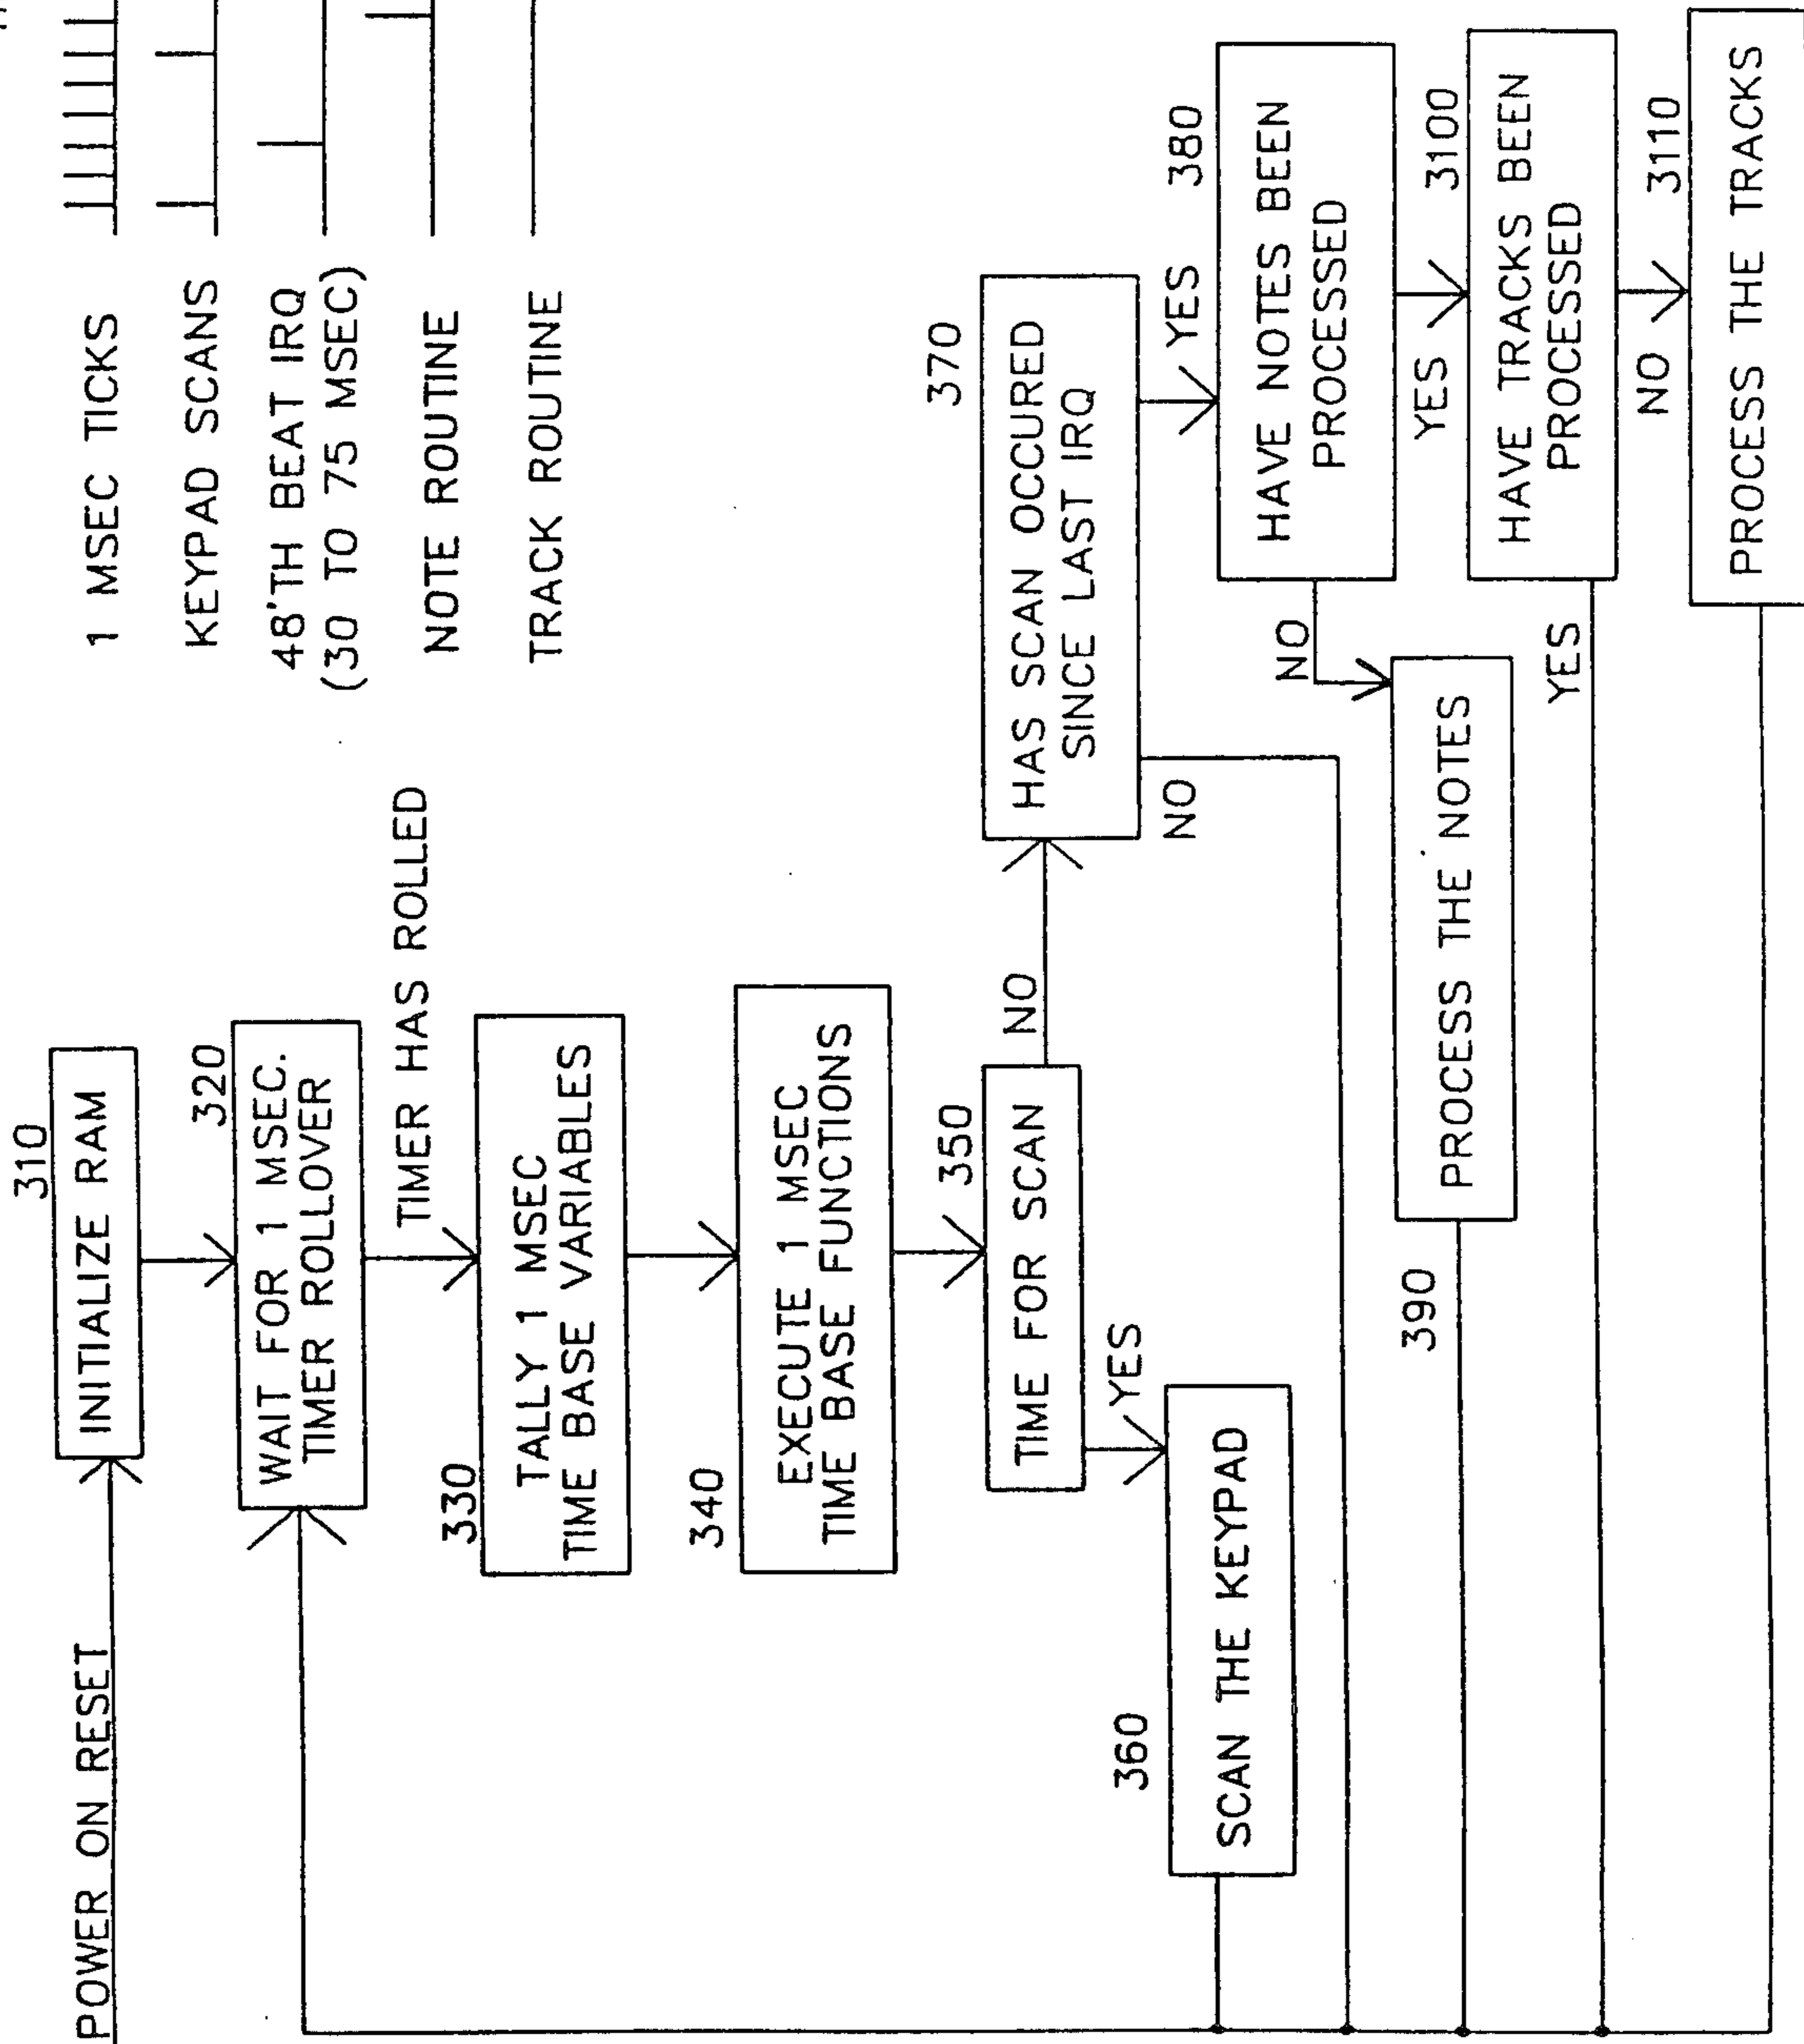 POWER ON RESET
310
INITIALIZE RAM
320
WAIT FOR 1 MSEC.
TIMER ROLLOVER
TIMER HAS ROLLED
330
TALLY 1 MSEC
TIME BASE VARIABLES
340
EXECUTE 1 MSEC
TIME BASE FUNCTIONS
350
TIME FOR SCAN
NO
YES
360
SCAN THE KEYPAD
370
HAS SCAN OCCURED
SINCE LAST IRQ
NO
YES
380
HAVE NOTES BEEN
PROCESSED
NO
390
PROCESS THE NOTES
YES
3100
HAVE TRACKS BEEN
PROCESSED
YES
NO
3110
PROCESS THE TRACKS
1 MSEC TICKS
KEYPAD SCANS
48'TH BEAT IRQ
(30 TO 75 MSEC)
NOTE ROUTINE
TRACK ROUTINE